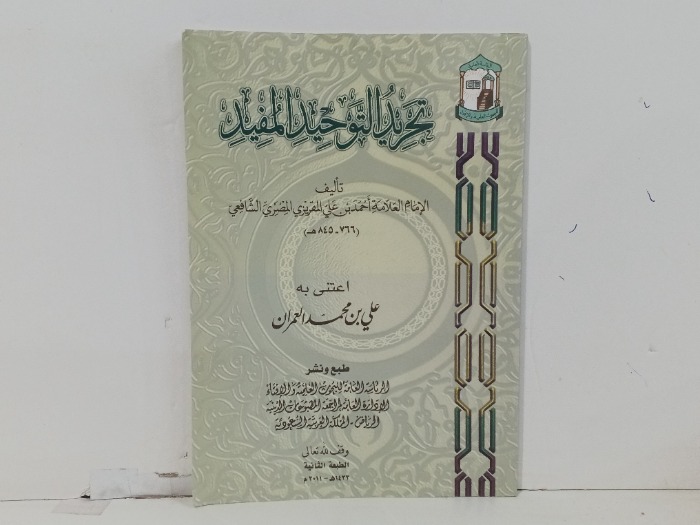 تجريد التوحيد المفيد
تأليف
الإمام العلامة أحمد بن علي المقريزي المصري الشافعي
(٧٦٦ - ٨٤٥ هـ)
اعتنى به
علي بن محمد العمران
طبع ونشر
الرئاسة العامة للبحوث العلمية والإفتاء
الإدارة العامة لمراجعة المطبوعات الدينية
الرياض - المملكة العربية السعودية
وقف لله تعالى
الطبعة الثانية
١٤٣٢هـ - ٢٠١١ م